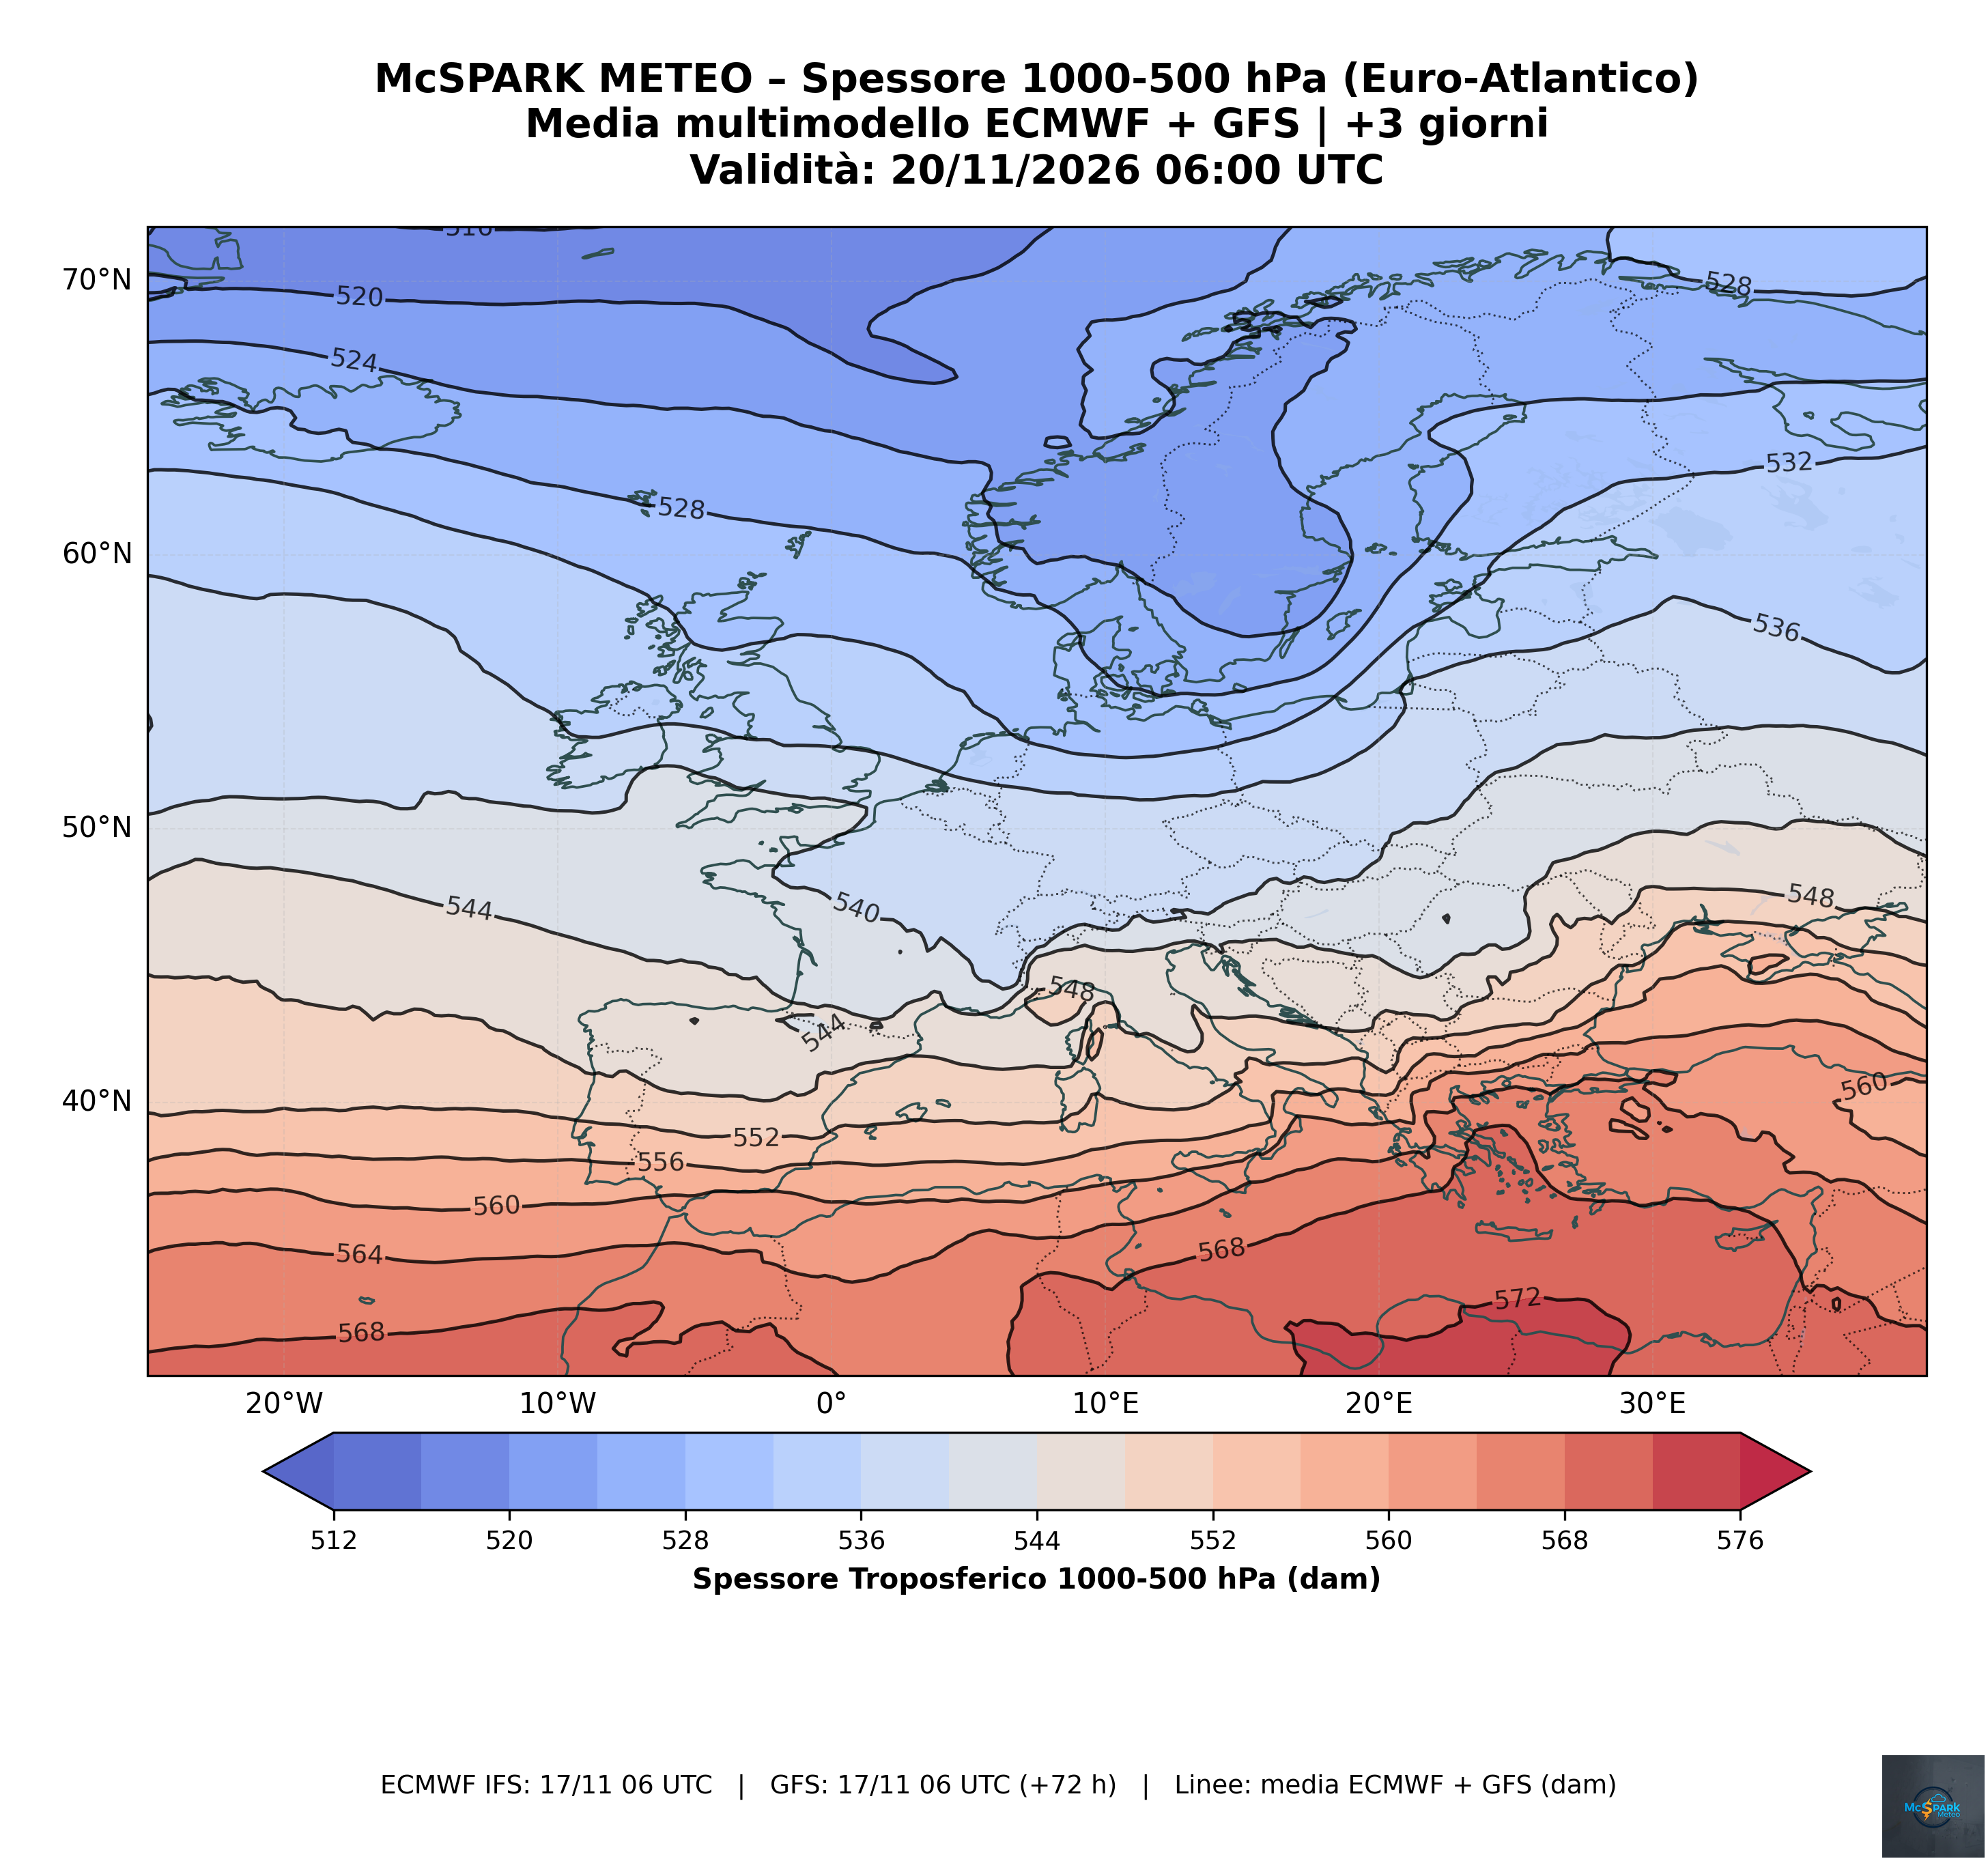 McSPARK METEO – Spessore 1000-500 hPa (Euro-Atlantico)
Media multimodello ECMWF + GFS | +3 giorni
Validità: 20/11/2026 06:00 UTC
516
70°N
528
520
524
532
528
60°N
536
50°N
548
540
544
548
544
560
40°N
552
556
560
568
564
572
568
20°W 10°W 0° 10°E 20°E 30°E
512 520 528 536 544 552 560 568 576
Spessore Troposferico 1000-500 hPa (dam)
ECMWF IFS: 17/11 06 UTC | GFS: 17/11 06 UTC (+72 h) | Linee: media ECMWF + GFS (dam)
McSPARK
Meteo